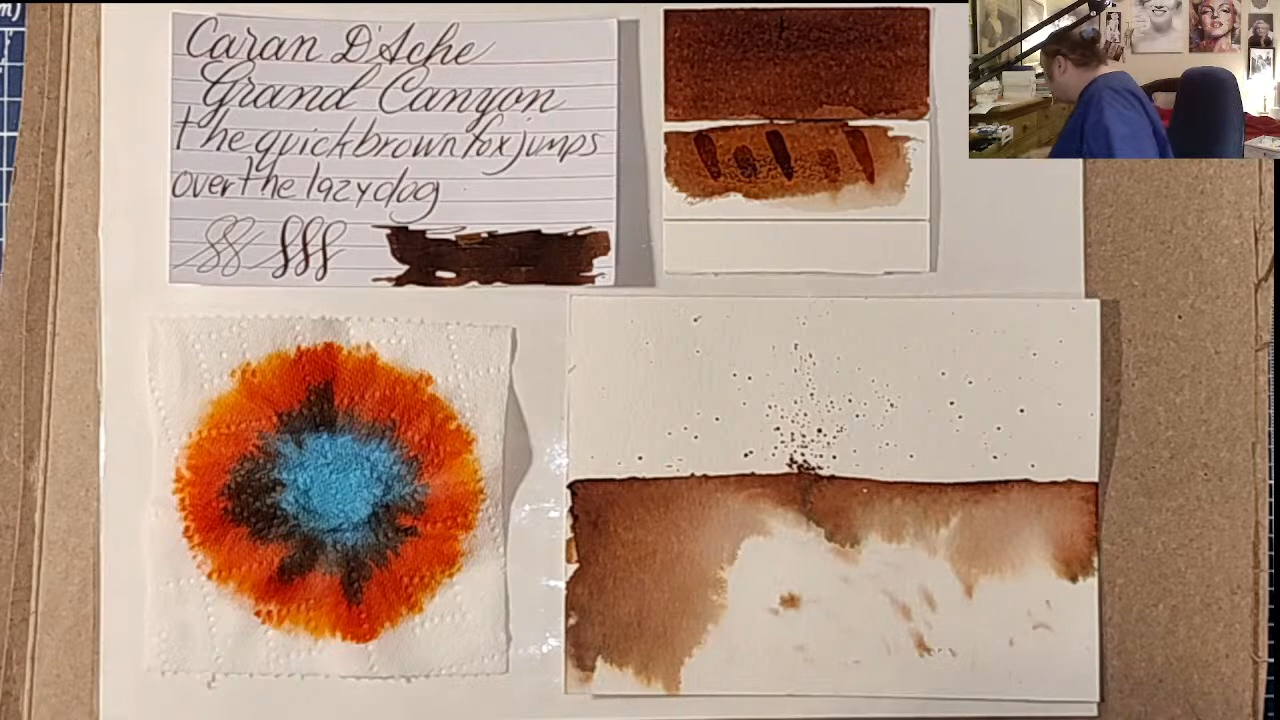 Caran D'Ache
Grand Canyon
the quick brown fox jumps
over the lazy dog